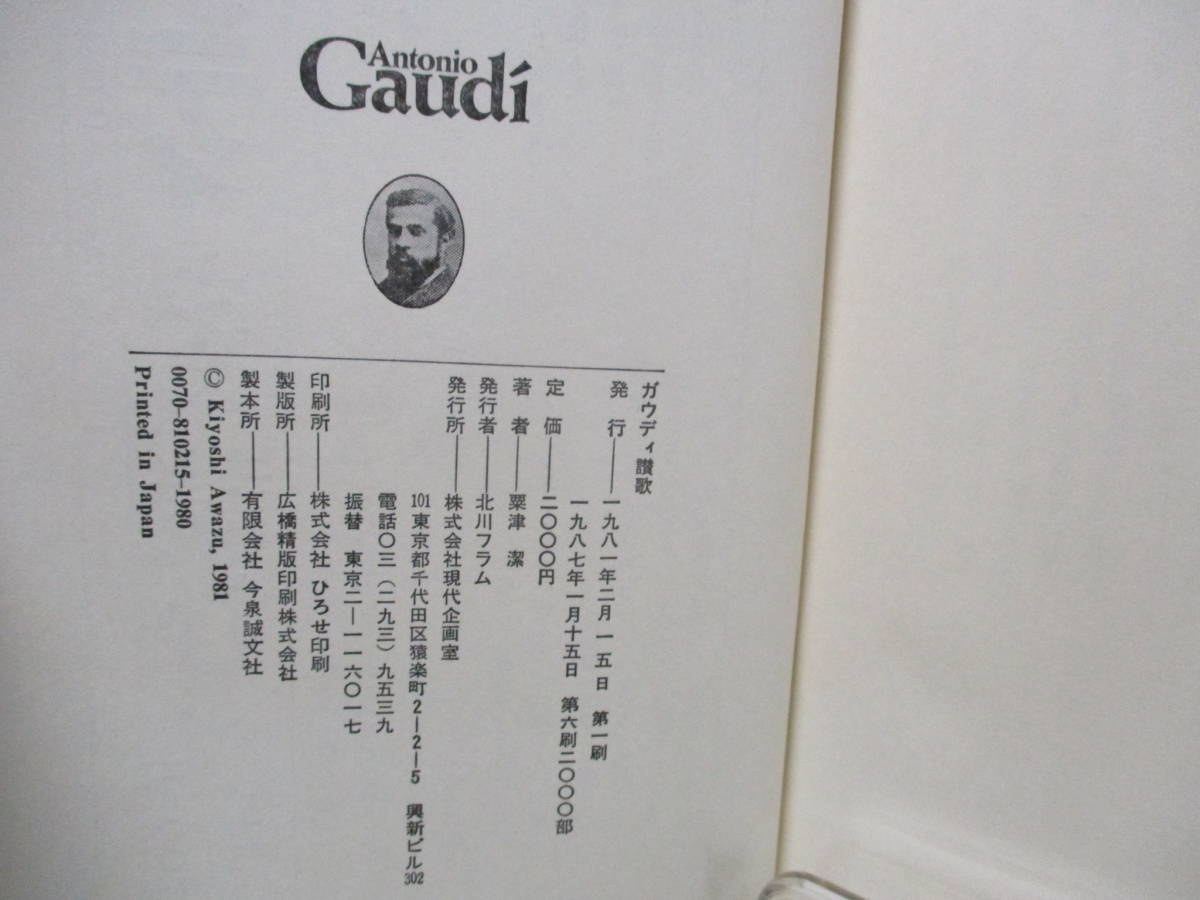 Antonio
Gaudí
ガウディ讃歌
発 行――一九八一年二月一五日 第一刷
一九八七年一月十五日 第六刷二〇〇〇部
定 価――二〇〇〇円
著 者――粟津 潔
発行者――北川フラム
発行所――株式会社現代企画室
101東京都千代田区猿楽町2―2―5 興新ビル302
電話〇三(二九三)九五三九
振替 東京二―一一六〇一七
印刷所――株式会社 ひろせ印刷
製版所――広橋精版印刷株式会社
製本所――有限会社 今泉誠文社
© Kiyoshi Awazu, 1981
0070-810215-1980
Printed in Japan